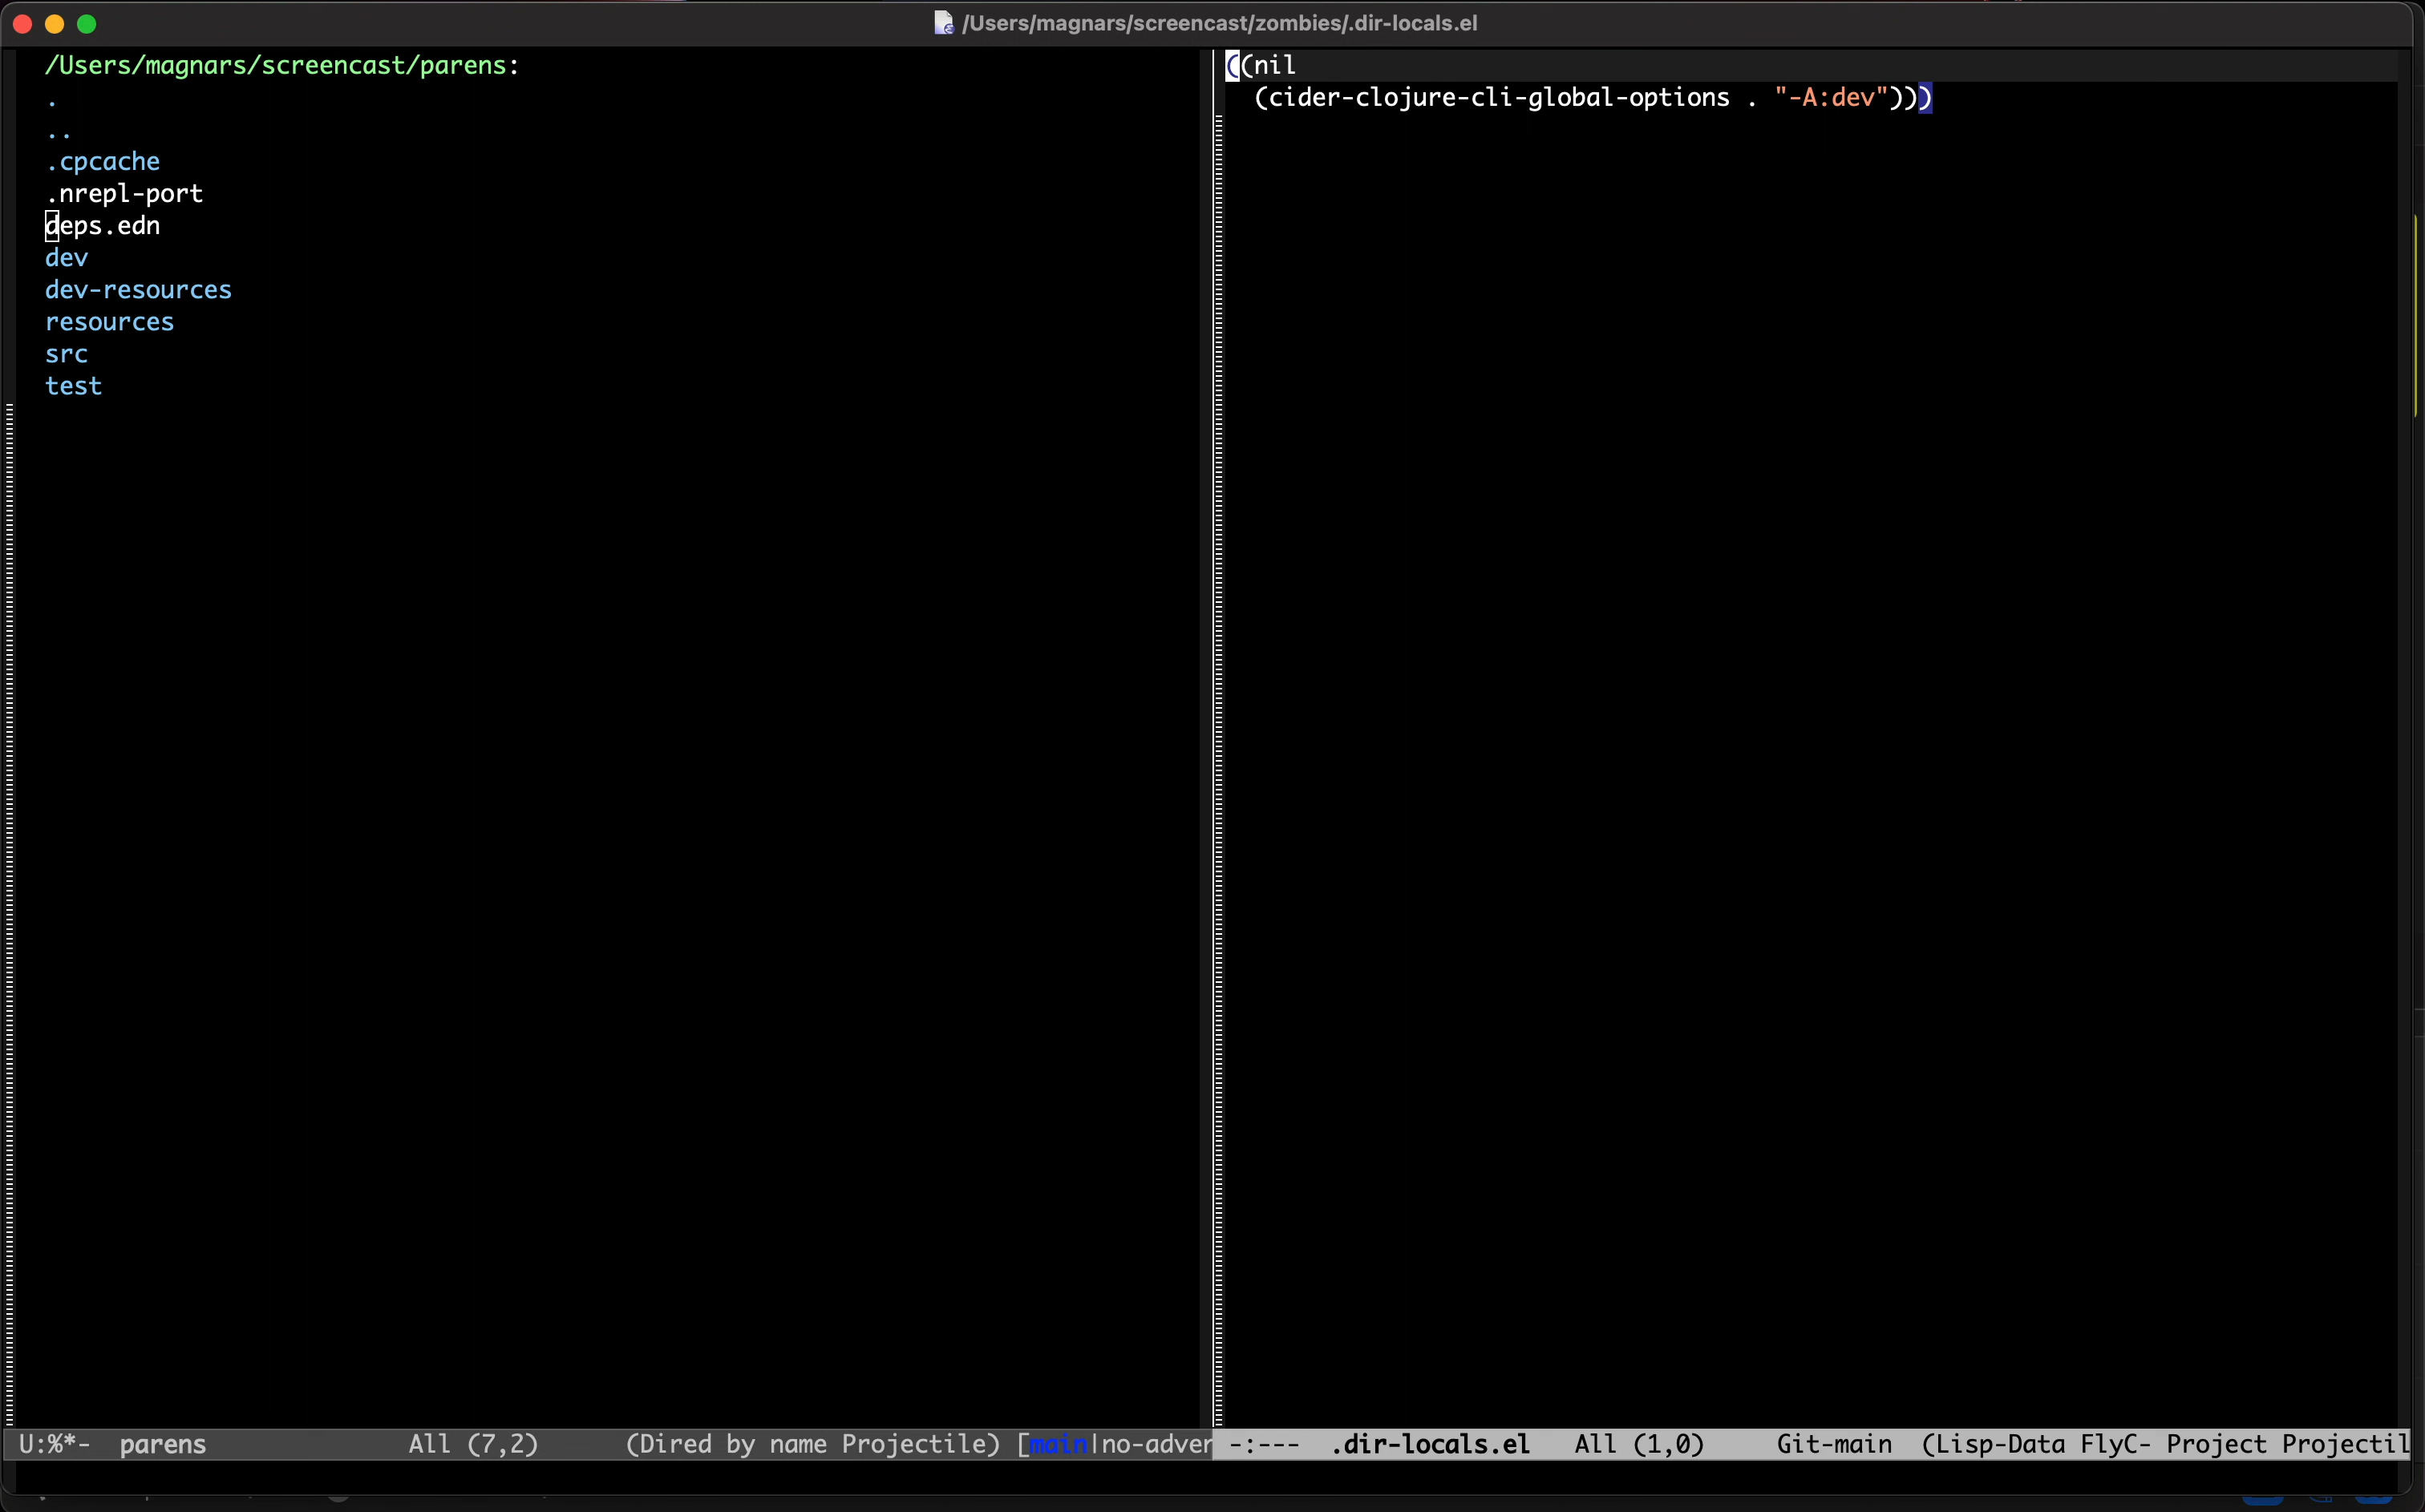 /Users/magnars/screencast/zombies/.dir-locals.el
/Users/magnars/screencast/parens:
.
..
.cpcache
.nrepl-port
deps.edn
dev
dev-resources
resources
src
test
((nil
(cider-clojure-cli-global-options . "-A:dev")))
U:%*- parens All (7,2) (Dired by name Projectile) [main|no-adver
-:--- .dir-locals.el All (1,0) Git-main (Lisp-Data FlyC- Project Projectil